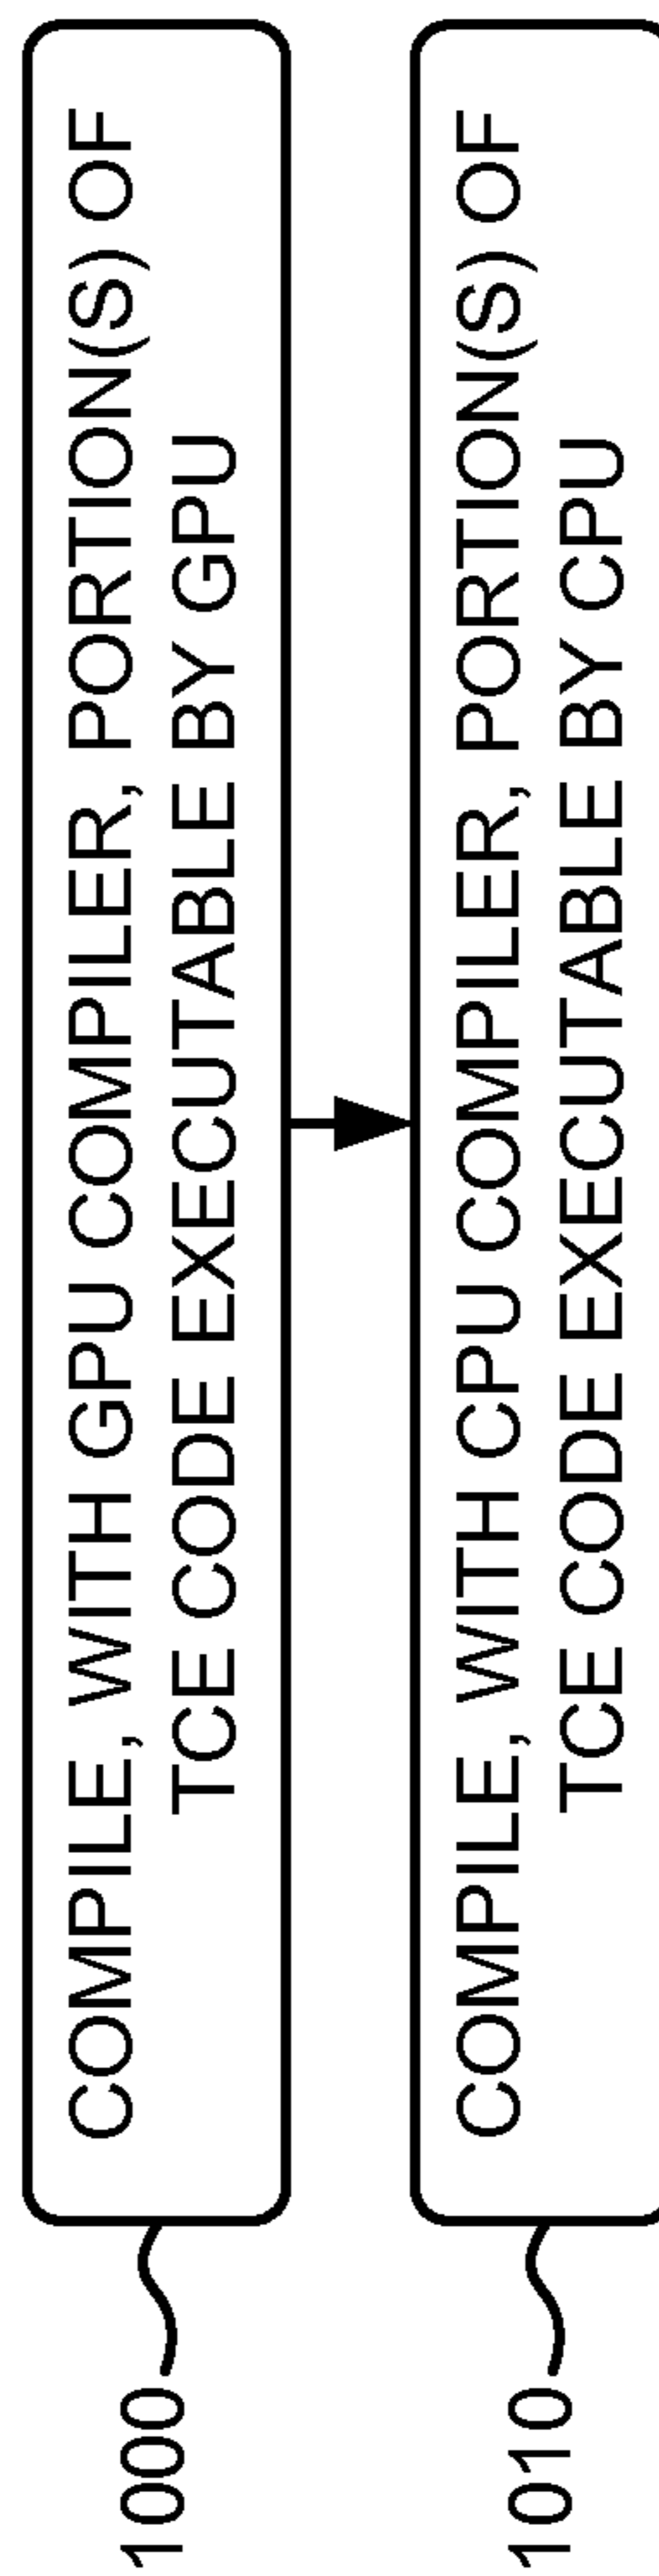 1000
COMPILE, WITH GPU COMPILER, PORTION(S) OF
TCE CODE EXECUTABLE BY GPU
1010
COMPILE, WITH CPU COMPILER, PORTION(S) OF
TCE CODE EXECUTABLE BY CPU